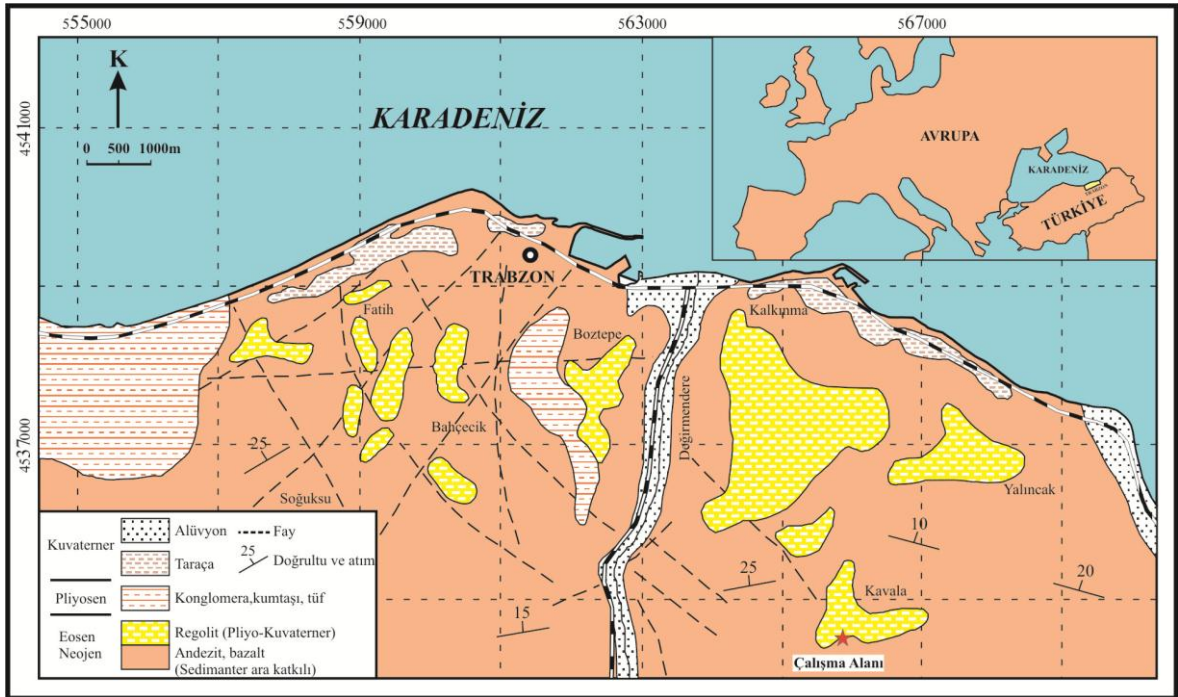 555000
559000
563000
567000
4541000
4537000
K
0 500 1000m
KARADENİZ
AVRUPA
KARADENİZ
TRABZON
TÜRKİYE
TRABZON
Fatih
Boztepe
Kalkınma
Bahçecik
Değirmendere
25
Soğuksu
Yalıncak
10
25
Kavala
20
15
Çalışma Alanı
Kuvaterner
Alüvyon
Fay
Taraça
25
Doğrultu ve atım
Pliyosen
Konglomera,kumtaşı, tüf
Eosen
Neojen
Regolit (Pliyo-Kuvaterner)
Andezit, bazalt
(Sedimanter ara katkılı)